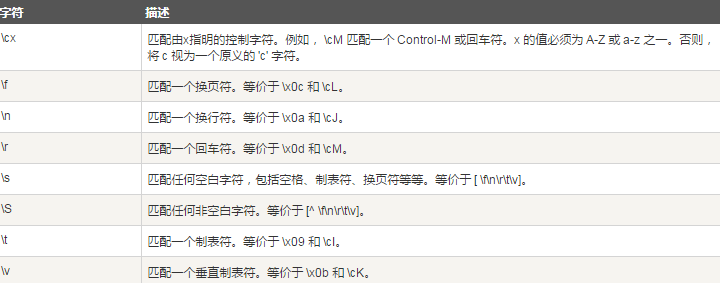 字符 描述
\cx 匹配由x指明的控制字符。例如， \cM 匹配一个 Control-M 或回车符。x 的值必须为 A-Z 或 a-z 之一。否则，
将 c 视为一个原义的 'c' 字符。
\f 匹配一个换页符。等价于 \x0c 和 \cL。
\n 匹配一个换行符。等价于 \x0a 和 \cJ。
\r 匹配一个回车符。等价于 \x0d 和 \cM。
\s 匹配任何空白字符，包括空格、制表符、换页符等等。等价于 [ \f\n\r\t\v]。
\S 匹配任何非空白字符。等价于 [^ \f\n\r\t\v]。
\t 匹配一个制表符。等价于 \x09 和 \cI。
\v 匹配一个垂直制表符。等价于 \x0b 和 \cK。